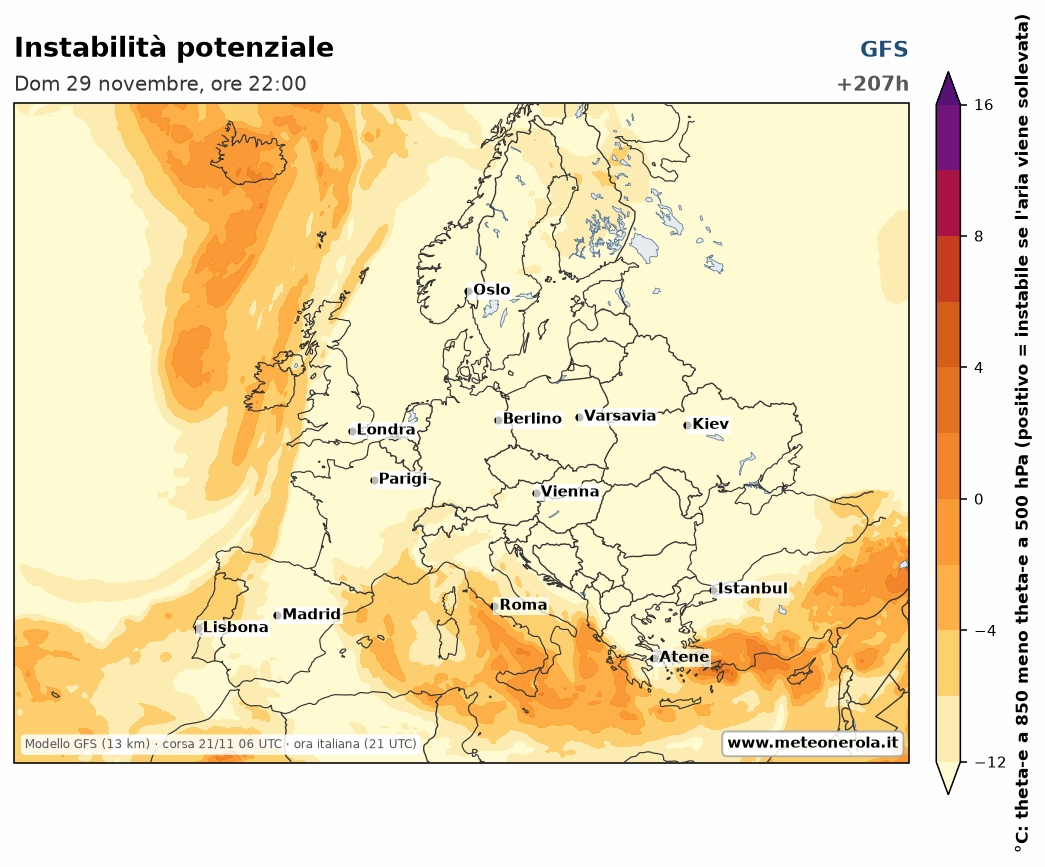 Instabilità potenziale
GFS
Dom 29 novembre, ore 22:00
+207h
°C: theta-e a 850 meno theta-e a 500 hPa (positivo = instabile se l'aria viene sollevata)
16
8
4
0
−4
−12
Oslo
Berlino
Varsavia
Kiev
Londra
Parigi
Vienna
Istanbul
Roma
Madrid
Lisbona
Atene
Modello GFS (13 km) · corsa 21/11 06 UTC · ora italiana (21 UTC)
www.meteonerola.it